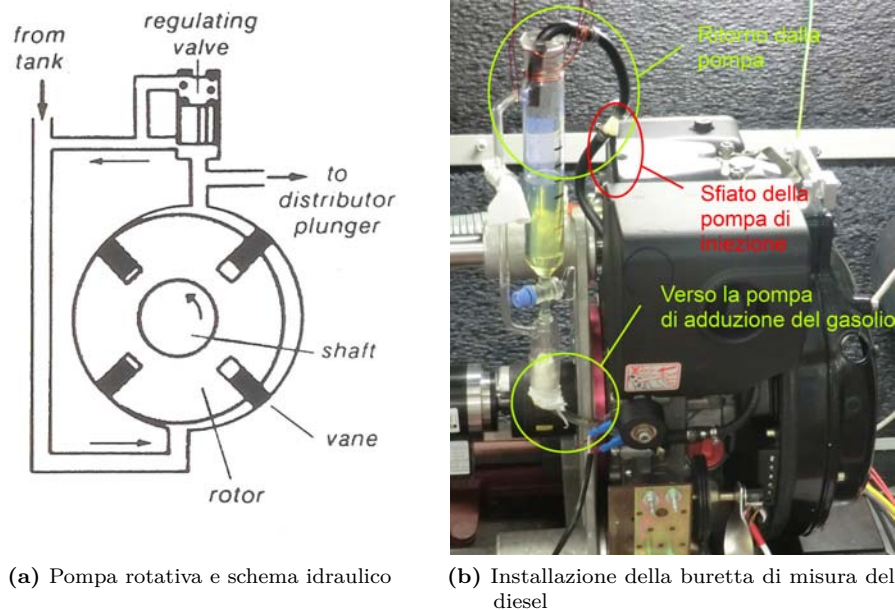 from
tank
regulating
valve
to
distributor
plunger
shaft
vane
rotor
Ritorno dalla
pompa
Sfiato della
pompa di
iniezione
Verso la pompa
di adduzione del gasolio
(a) Pompa rotativa e schema idraulico
(b) Installazione della buretta di misura del
diesel